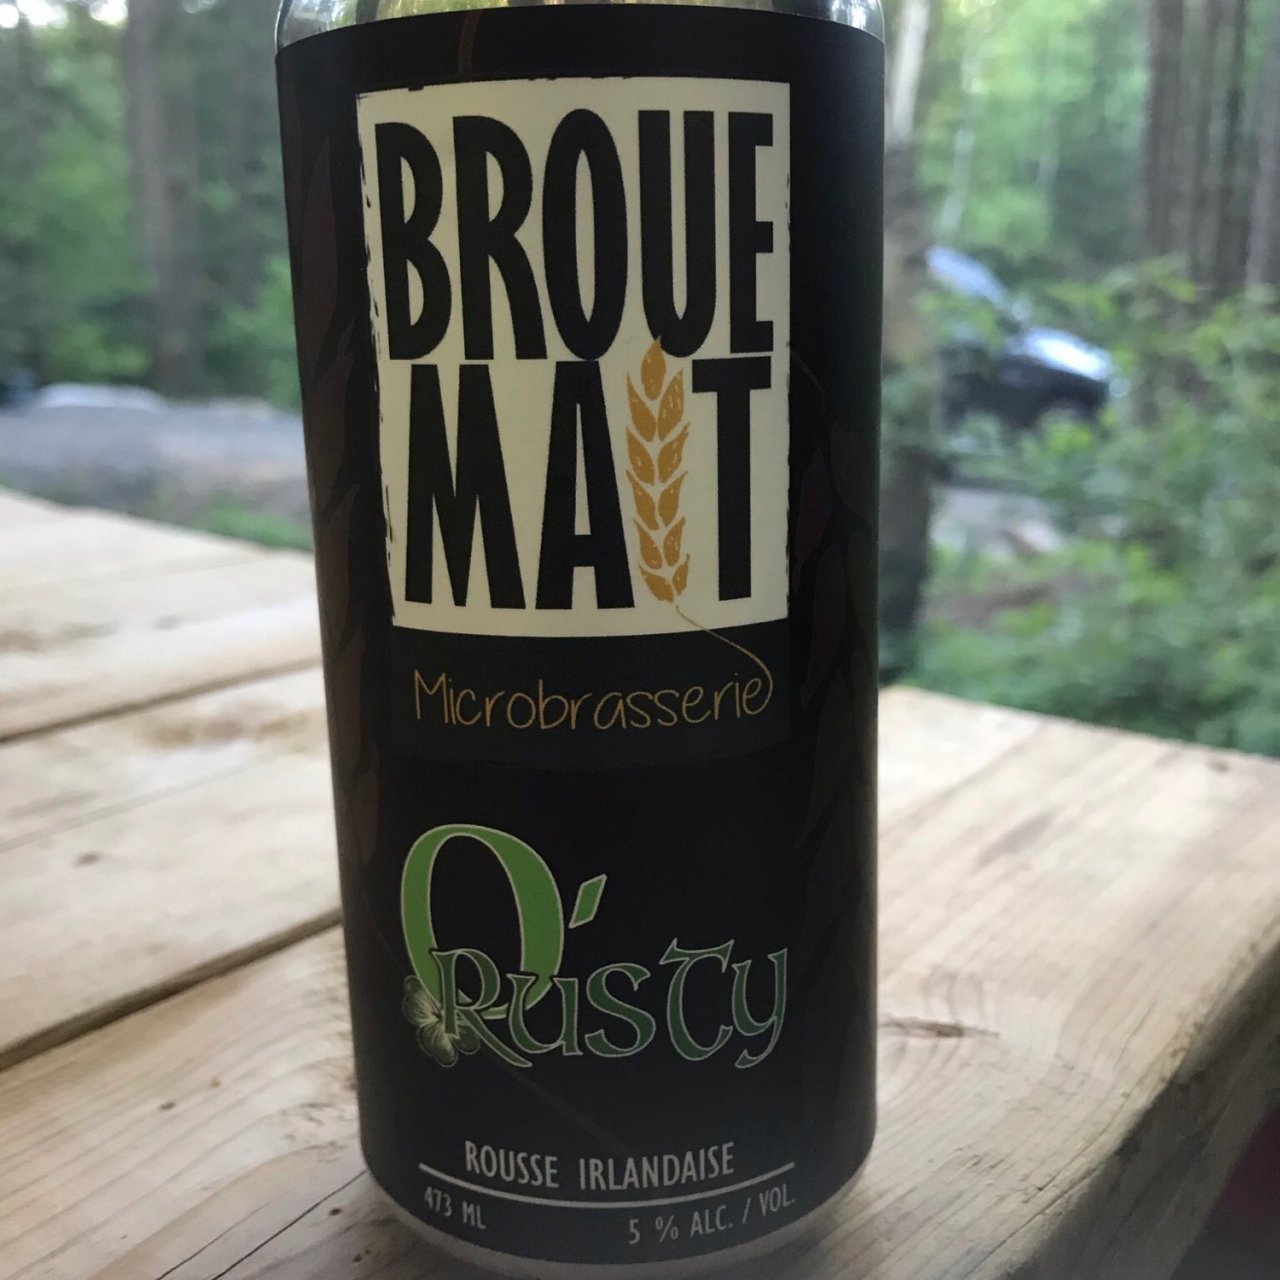 BROUE
MALT
Microbrasserie
O'Rusty
ROUSSE IRLANDAISE
473 ML
5 % ALC. / VOL.